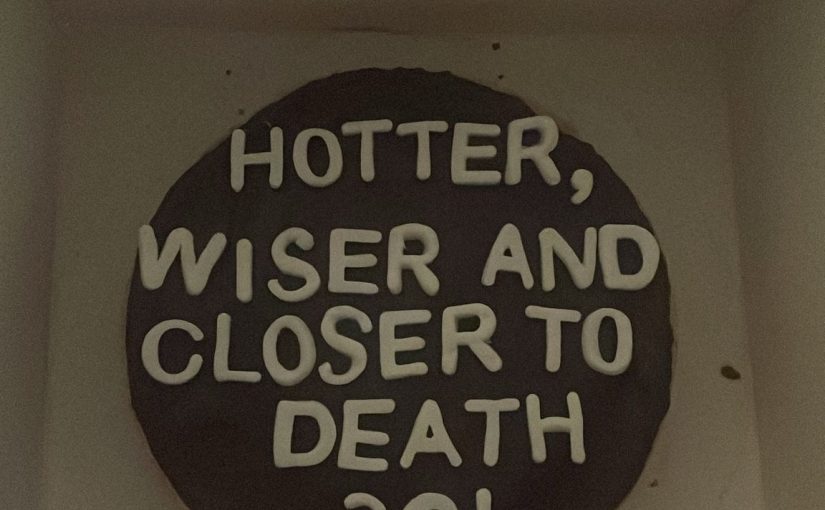 HOTTER,
WISER AND
CLOSER TO
DEATH